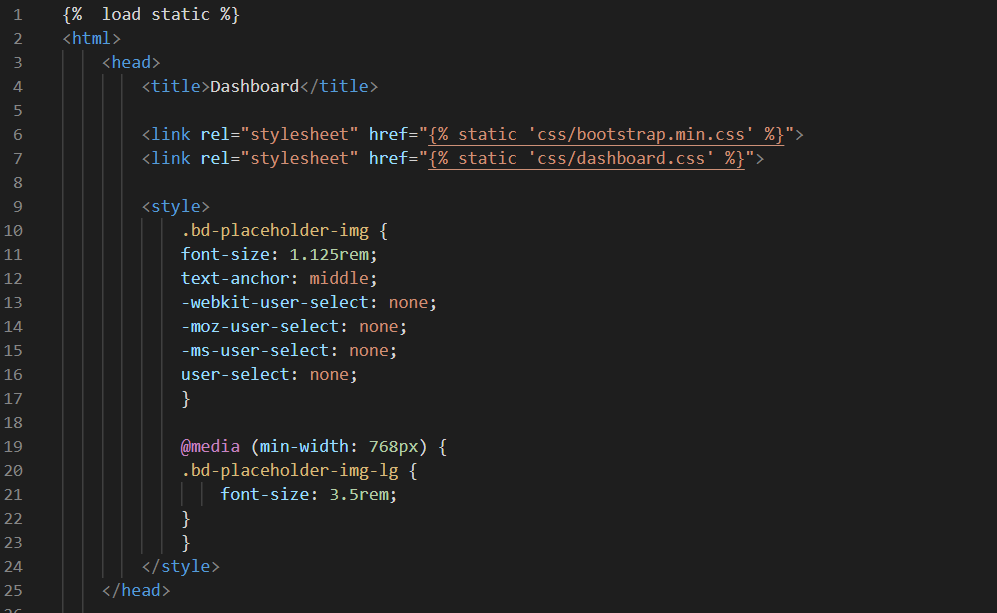 1 {%  load static %}
2 <html>
3     <head>
4         <title>Dashboard</title>
5
6         <link rel="stylesheet" href="{% static 'css/bootstrap.min.css' %}">
7         <link rel="stylesheet" href="{% static 'css/dashboard.css' %}">
8
9         <style>
10             .bd-placeholder-img {
11             font-size: 1.125rem;
12             text-anchor: middle;
13             -webkit-user-select: none;
14             -moz-user-select: none;
15             -ms-user-select: none;
16             user-select: none;
17             }
18
19             @media (min-width: 768px) {
20             .bd-placeholder-img-lg {
21                 font-size: 3.5rem;
22             }
23             }
24         </style>
25     </head>